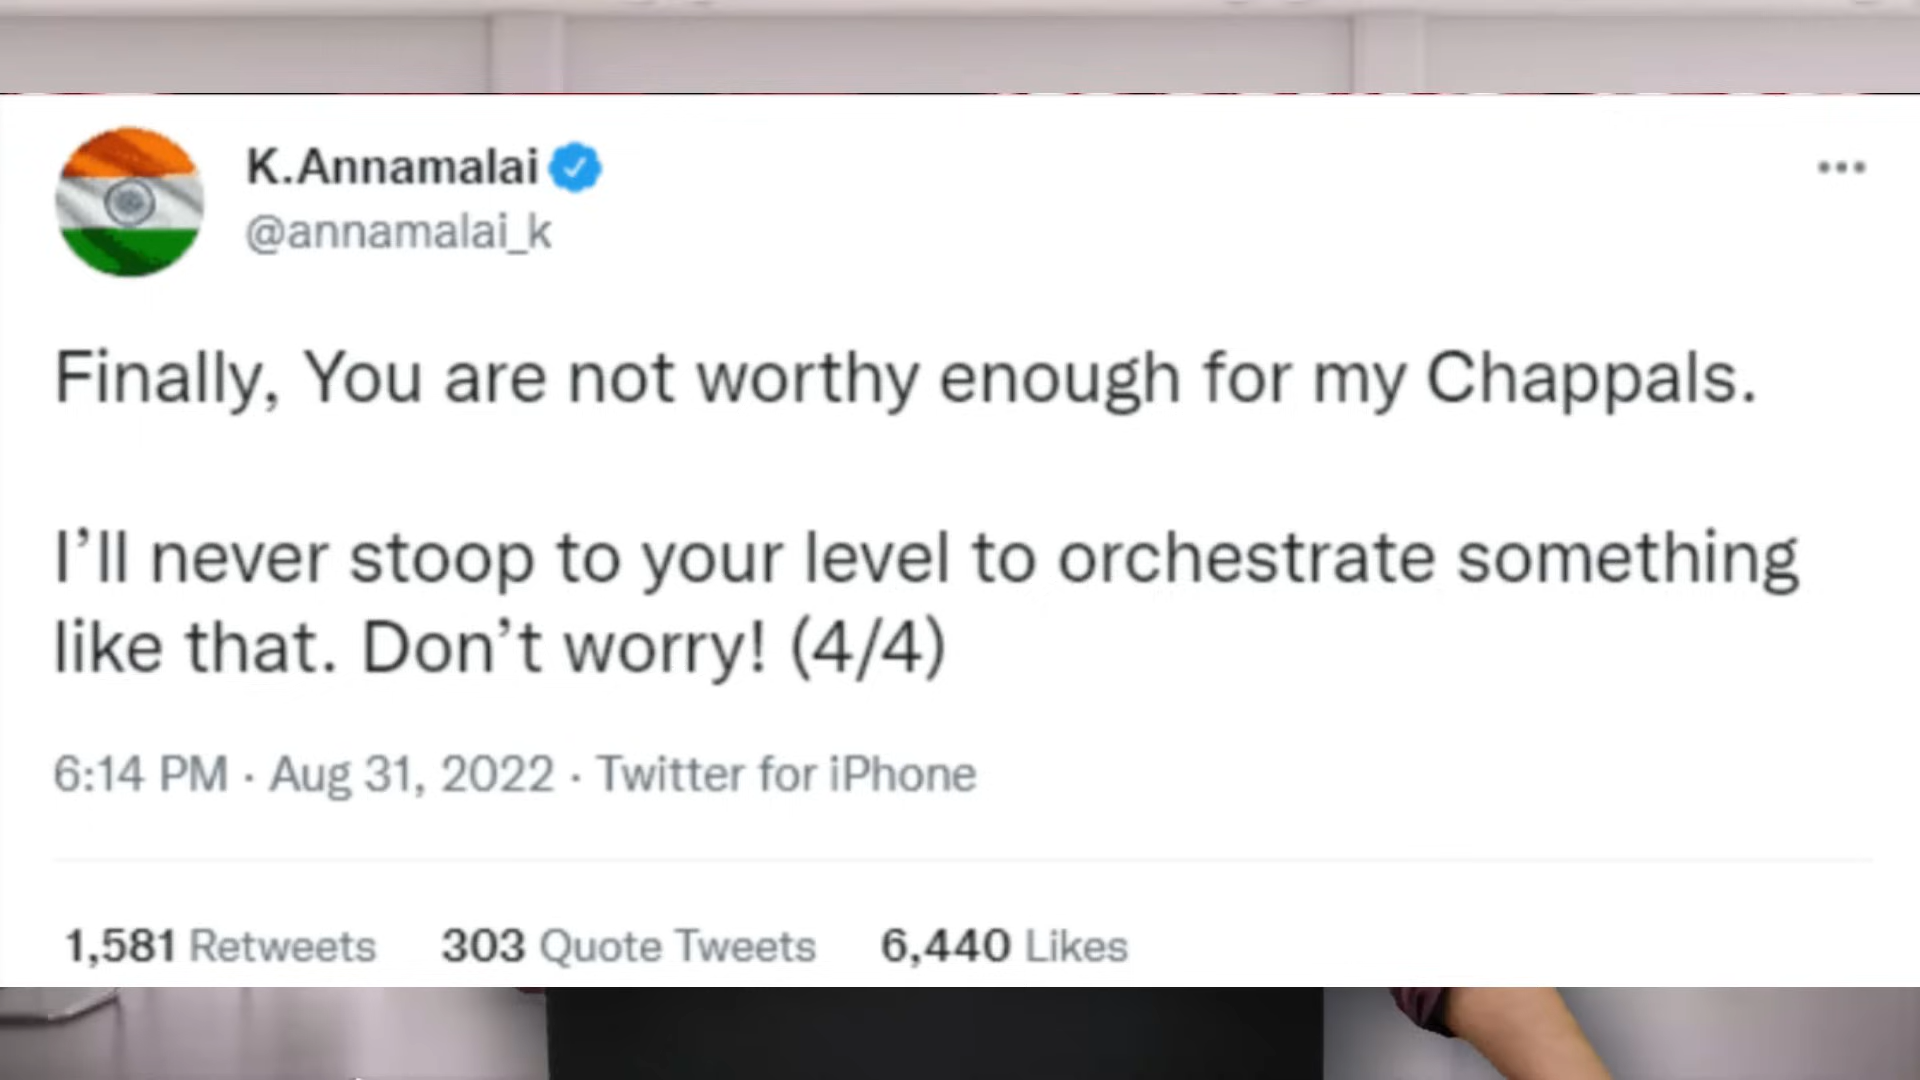 K.Annamalai
@annamalai_k
Finally, You are not worthy enough for my Chappals.
I’ll never stoop to your level to orchestrate something
like that. Don’t worry! (4/4)
6:14 PM · Aug 31, 2022 · Twitter for iPhone
1,581 Retweets 303 Quote Tweets 6,440 Likes